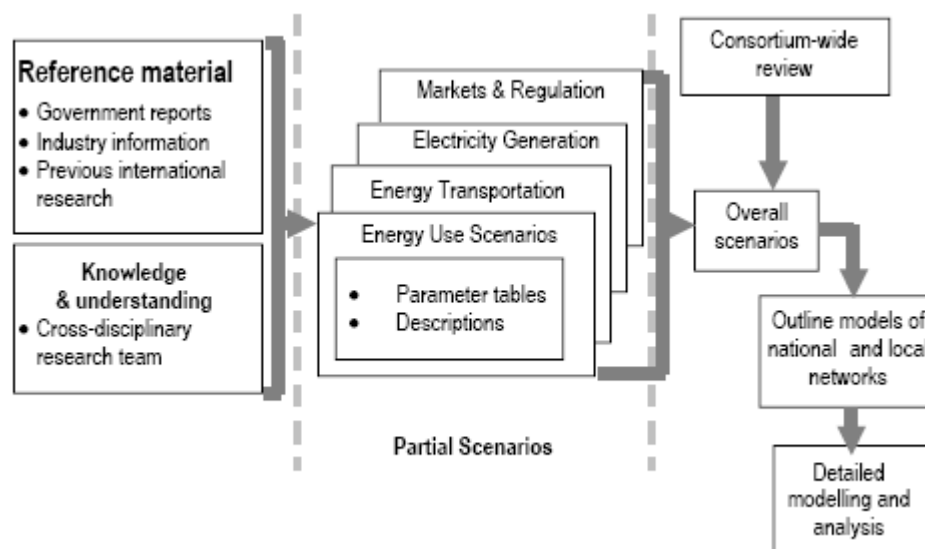 Reference material
• Government reports
• Industry information
• Previous international
research
Knowledge
& understanding
• Cross-disciplinary
research team
Markets & Regulation
Electricity Generation
Energy Transportation
Energy Use Scenarios
• Parameter tables
• Descriptions
Partial Scenarios
Consortium-wide
review
Overall
scenarios
Outline models of
national and local
networks
Detailed
modelling and
analysis